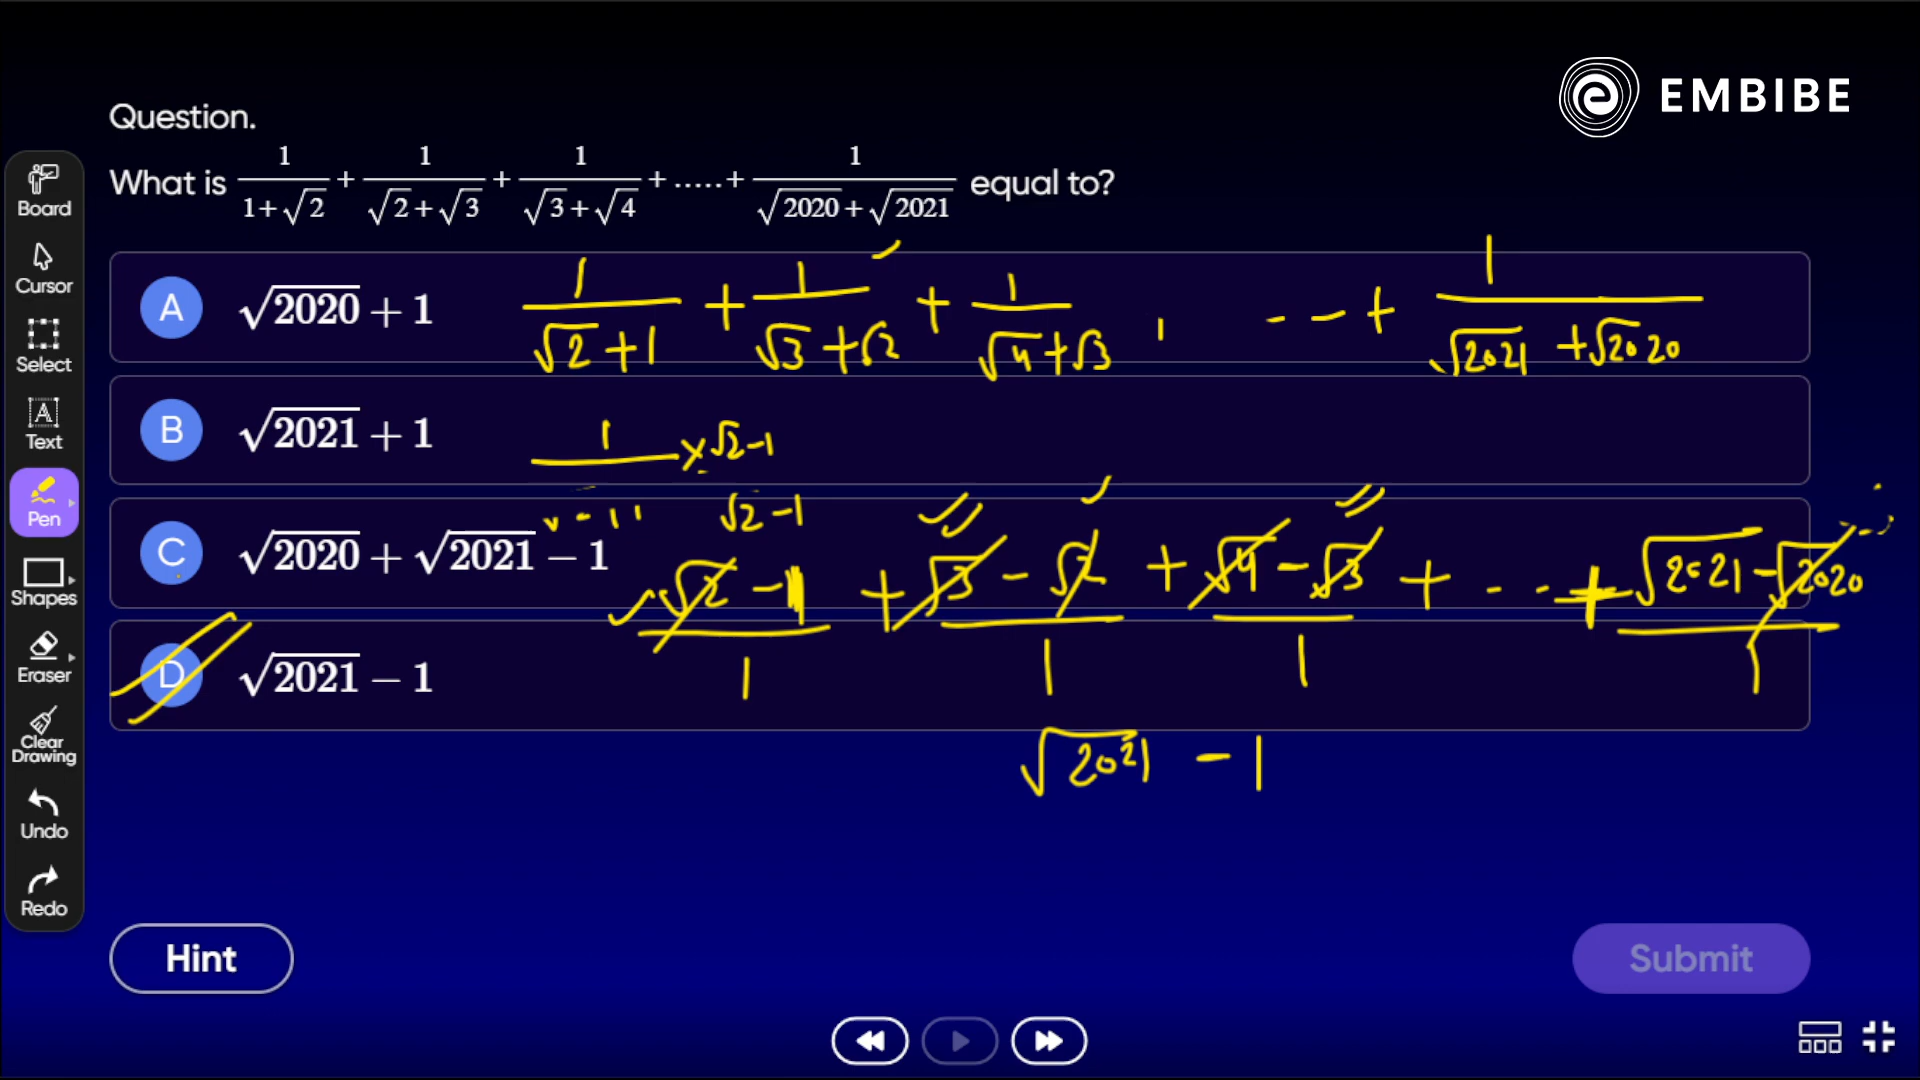 EMBIBE
Question.
What is 1/(1+√2) + 1/(√2+√3) + 1/(√3+√4) + .....+ 1/(√2020+√2021) equal to?
Board
Cursor
Select
Text
Pen
Shapes
Eraser
Clear Drawing
Undo
Redo
A √2020 + 1
1/(√2+1) + 1/(√3+√2) + 1/(√4+√3) , - - + 1/(√2021+√2020)
B √2021 + 1
1/ × (√2-1)/(√2-1)
C √2020 + √2021 − 1
(√2-1)/1 + (√3-√2)/1 + (√4-√3)/1 + - - + (√2021-√2020)/1
D √2021 − 1
√2021 - 1
Hint
Submit